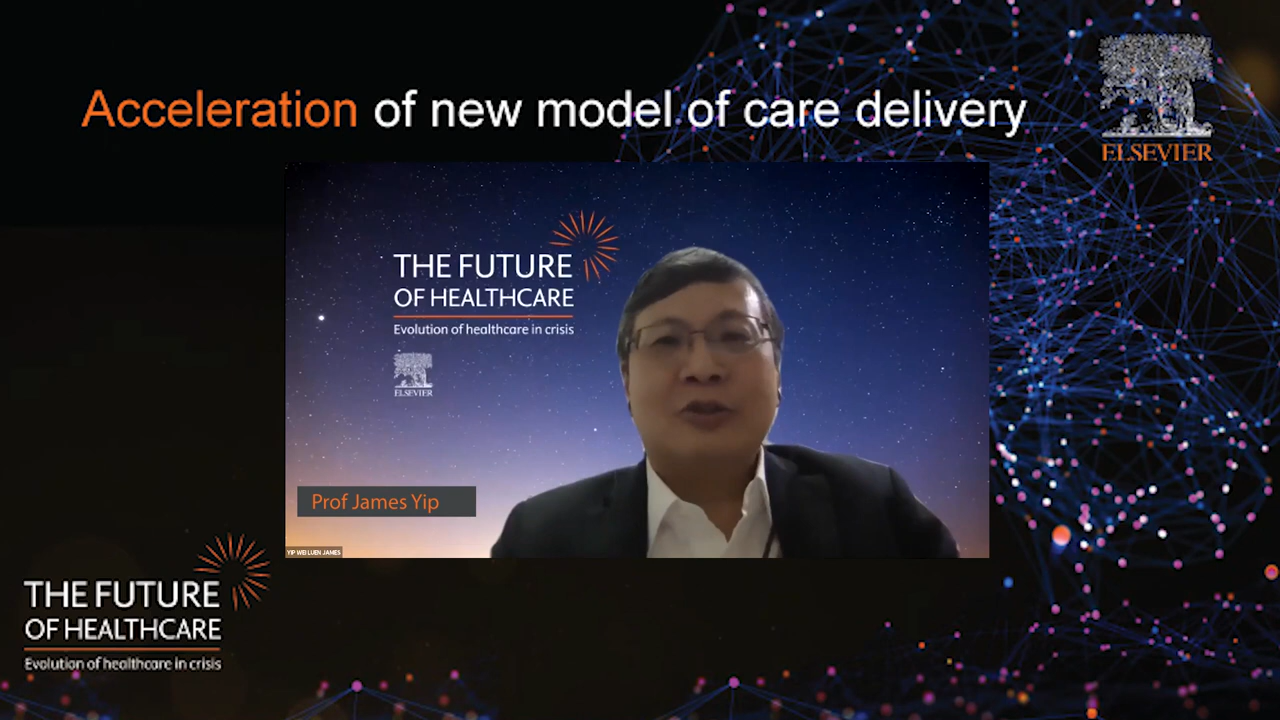 Acceleration of new model of care delivery
ELSEVIER
THE FUTURE
OF HEALTHCARE
Evolution of healthcare in crisis
ELSEVIER
Prof James Yip
YIP WEI LUEN JAMES
THE FUTURE
OF HEALTHCARE
Evolution of healthcare in crisis